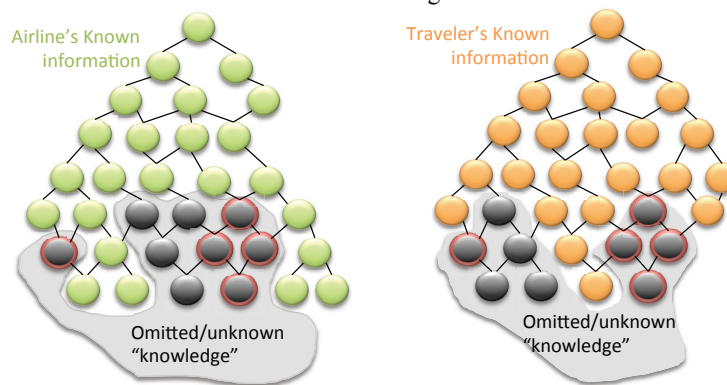 Airline's Known
information
Traveler's Known
information
Omitted/unknown
"knowledge"
Omitted/unknown
"knowledge"